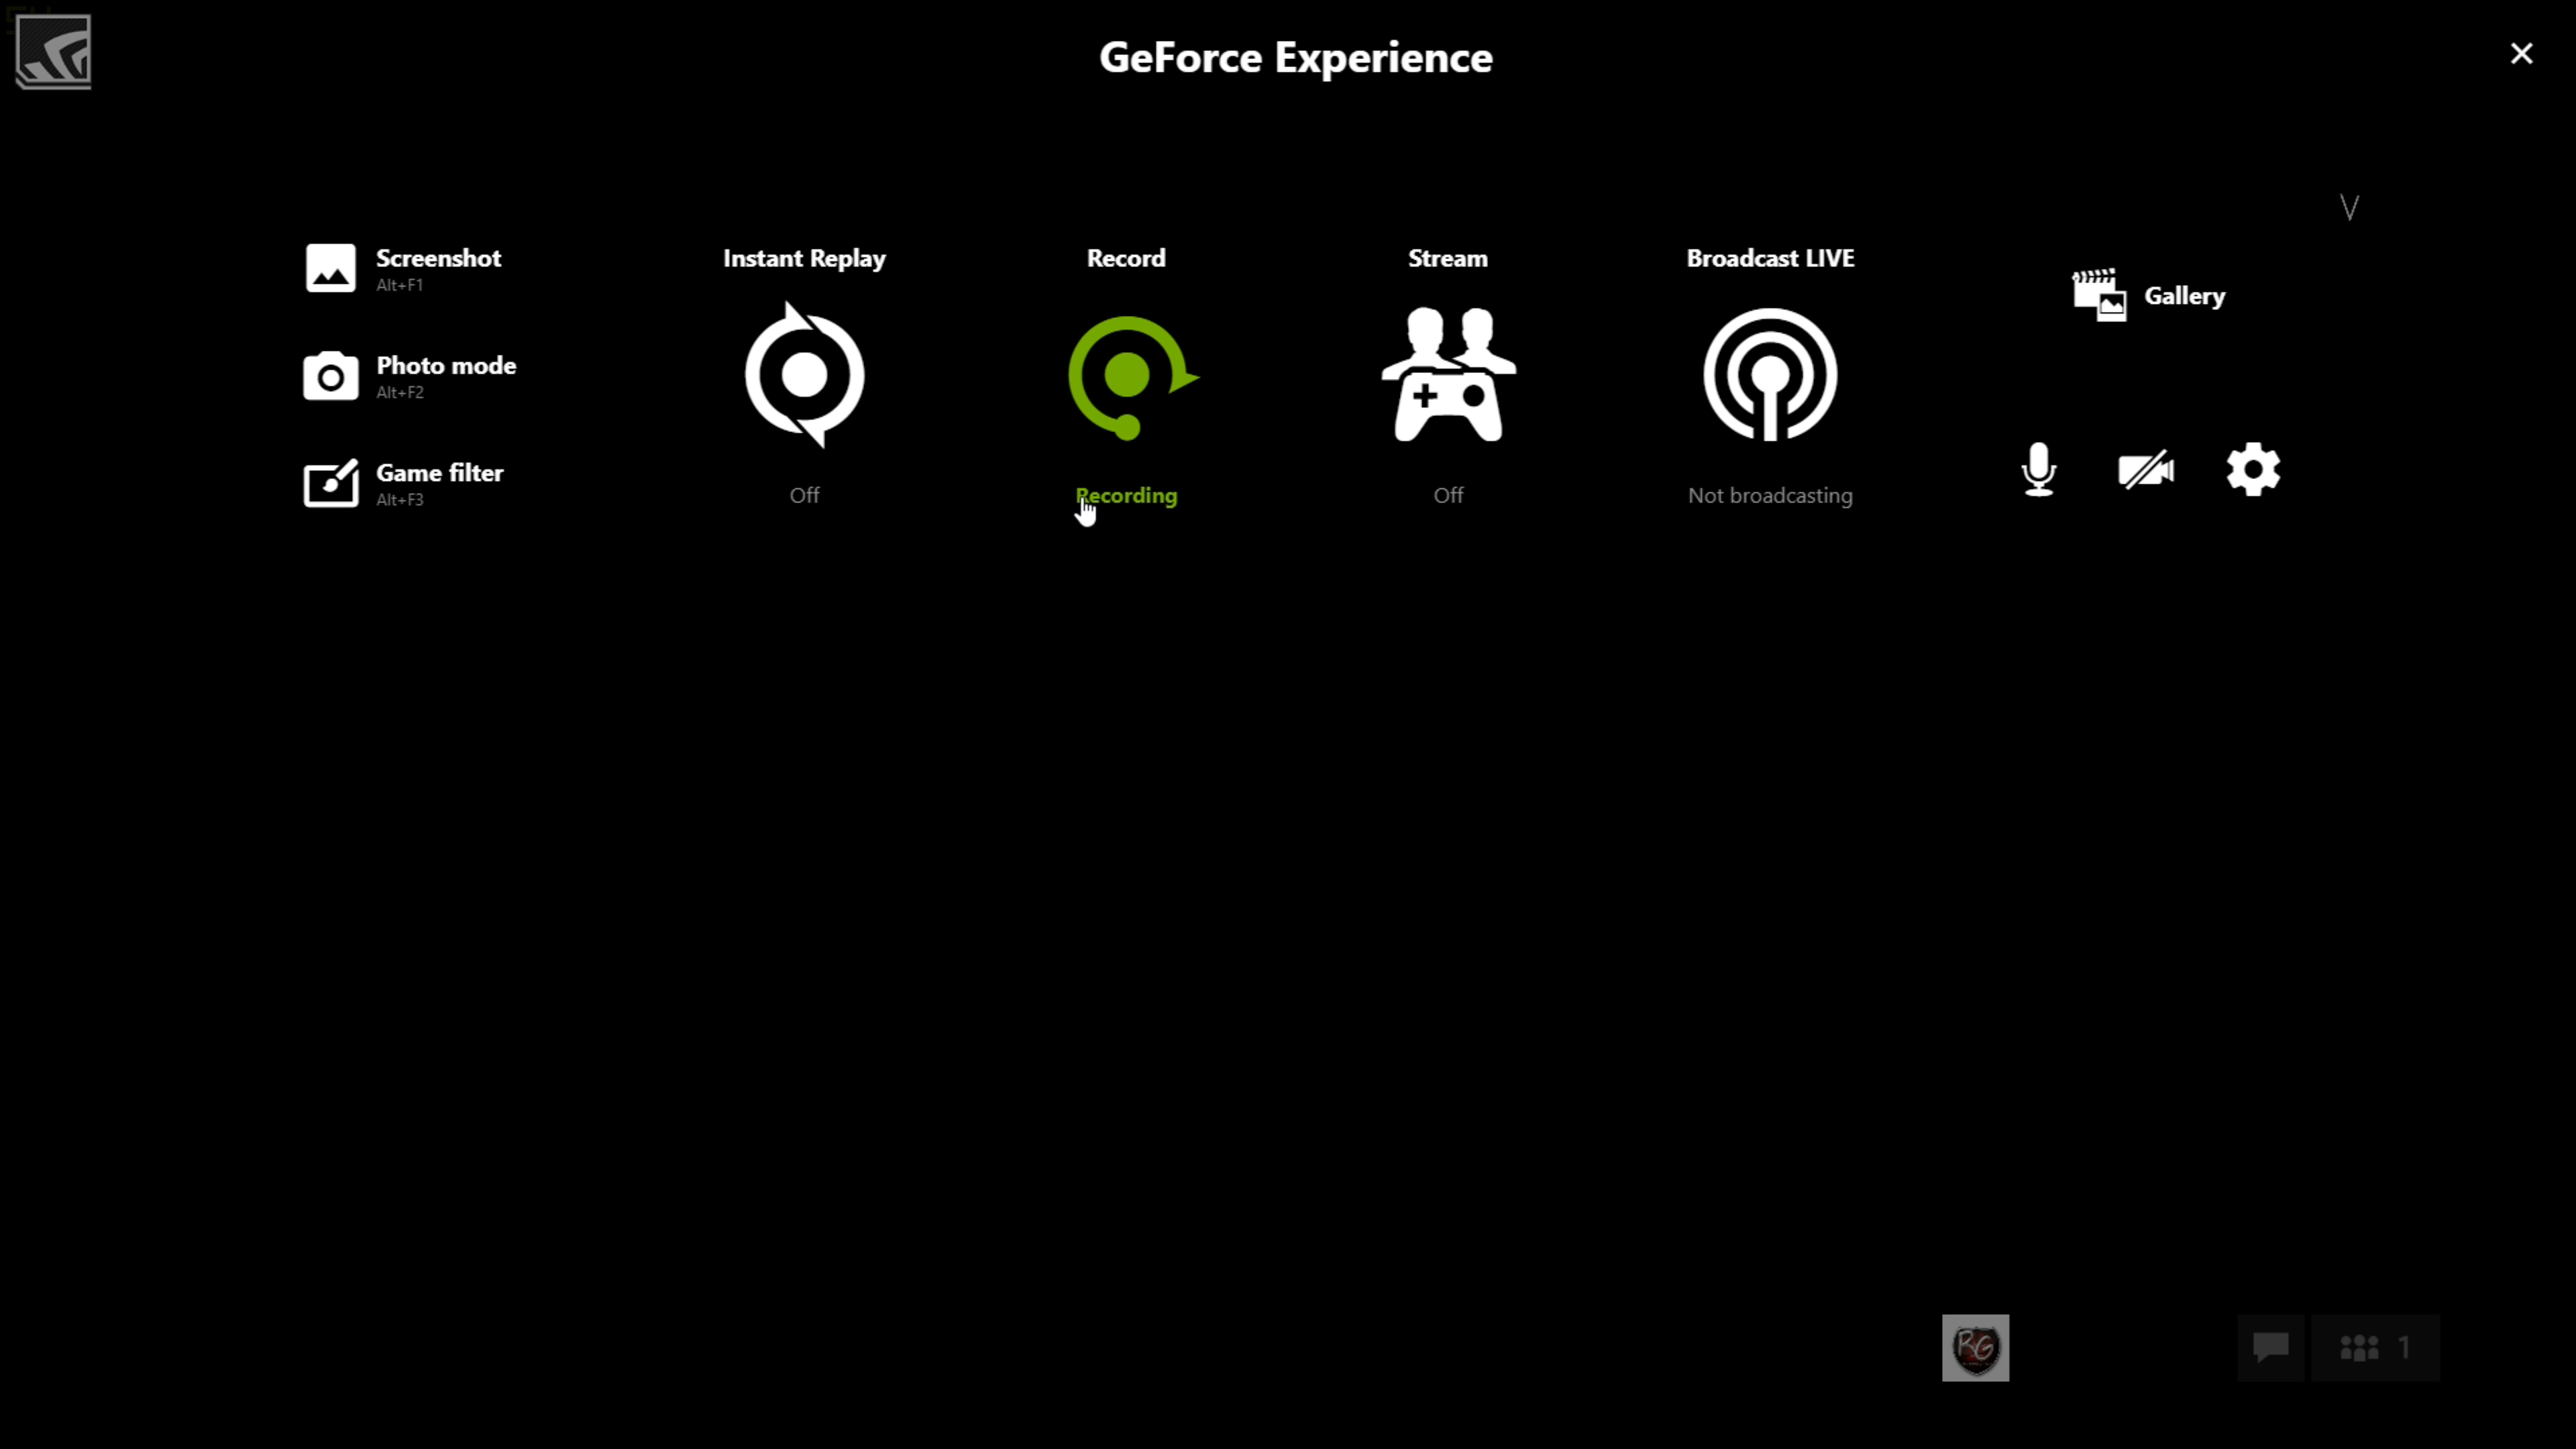 GeForce Experience
V
Screenshot
Alt+F1
Photo mode
Alt+F2
Game filter
Alt+F3
Instant Replay
Off
Record
Recording
Stream
Off
Broadcast LIVE
Not broadcasting
Gallery
RG
1